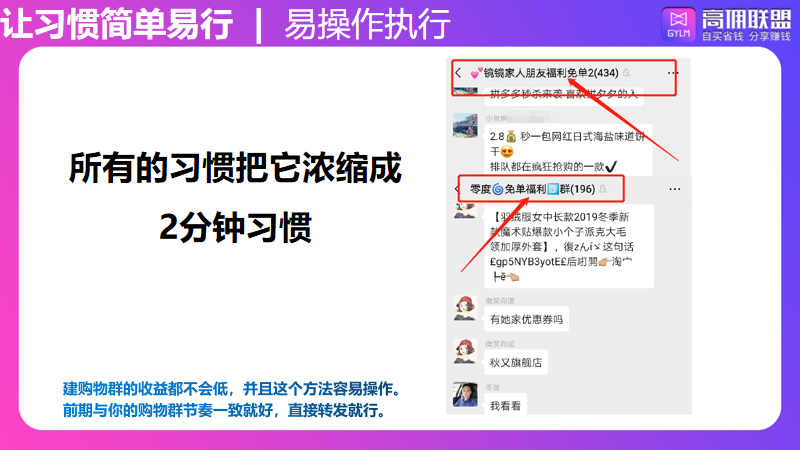 让习惯简单易行 | 易操作执行
高佣联盟
自买省钱 分享赚钱
GYLM
所有的习惯把它浓缩成
2分钟习惯
建购物群的收益都不会低，并且这个方法容易操作。
前期与你的购物群节奏一致就好，直接转发就行。
💕镜镜家人朋友福利免单2(434)
拼多多秒杀来袭 喜欢拼夕夕的入
2.8💰 秒一包网红日式海盐味道饼
干😍
排队都在疯狂抢购的一款✔
零度🌀免单福利1️⃣群(196)
【羽绒服女中长款2019冬季新
款魔术贴爆款小个子派克大毛
领加厚外套】，復zんíゞ这句话
£gp5NYB3yotE£后咑閞👉淘宀
┡ē👈
微笑向暖
有她家优惠券吗
微笑向暖
秋又旗舰店
零度
我看看